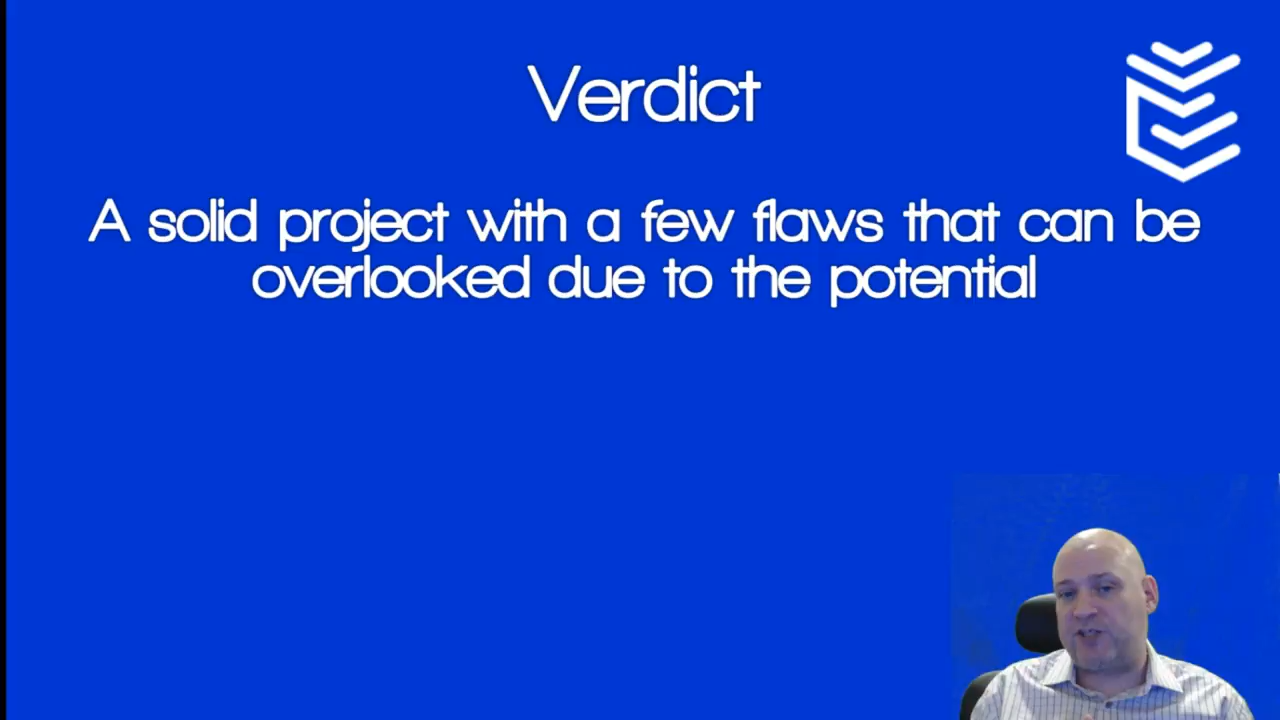 Verdict
A solid project with a few flaws that can be
overlooked due to the potential